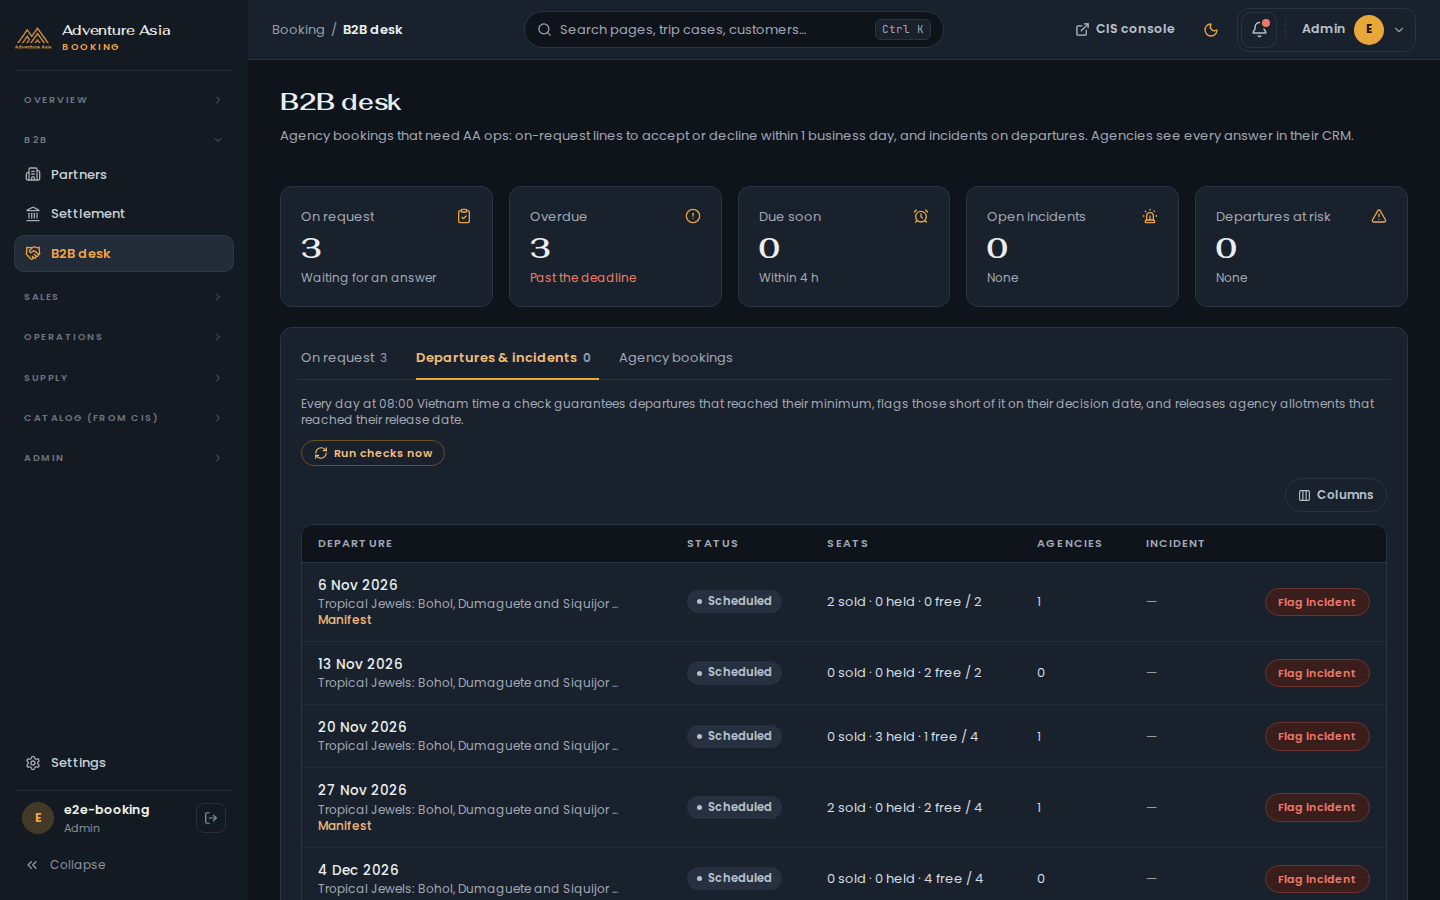 Adventure Asia
BOOKING
Adventure Asia
Booking / B2B desk
Search pages, trip cases, customers...
Ctrl K
CIS console
Admin
E
OVERVIEW
B2B
Partners
Settlement
B2B desk
SALES
OPERATIONS
SUPPLY
CATALOG (FROM CIS)
ADMIN
Settings
E
e2e-booking
Admin
Collapse
B2B desk
Agency bookings that need AA ops: on-request lines to accept or decline within 1 business day, and incidents on departures. Agencies see every answer in their CRM.
On request
3
Waiting for an answer
Overdue
3
Past the deadline
Due soon
0
Within 4 h
Open incidents
0
None
Departures at risk
0
None
On request 3
Departures & incidents 0
Agency bookings
Every day at 08:00 Vietnam time a check guarantees departures that reached their minimum, flags those short of it on their decision date, and releases agency allotments that
reached their release date.
Run checks now
Columns
DEPARTURE STATUS SEATS AGENCIES INCIDENT
6 Nov 2026
Tropical Jewels: Bohol, Dumaguete and Siquijor ...
Manifest
Scheduled
2 sold · 0 held · 0 free / 2
1
—
Flag incident
13 Nov 2026
Tropical Jewels: Bohol, Dumaguete and Siquijor ...
Scheduled
0 sold · 0 held · 2 free / 2
0
—
Flag incident
20 Nov 2026
Tropical Jewels: Bohol, Dumaguete and Siquijor ...
Scheduled
0 sold · 3 held · 1 free / 4
1
—
Flag incident
27 Nov 2026
Tropical Jewels: Bohol, Dumaguete and Siquijor ...
Manifest
Scheduled
2 sold · 0 held · 2 free / 4
1
—
Flag incident
4 Dec 2026
Tropical Jewels: Bohol, Dumaguete and Siquijor ...
Scheduled
0 sold · 0 held · 4 free / 4
0
—
Flag incident